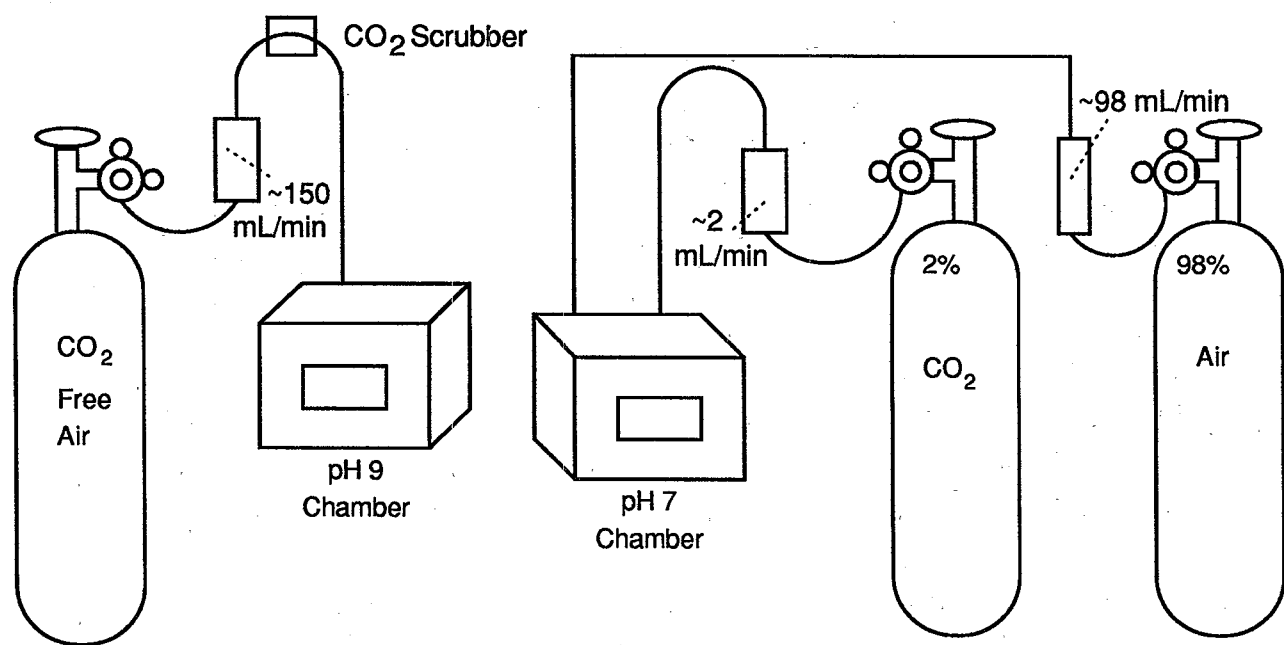 CO2 Scrubber
~150
mL/min
CO2
Free
Air
pH 9
Chamber
~2
mL/min
~98 mL/min
2%
CO2
98%
Air
pH 7
Chamber